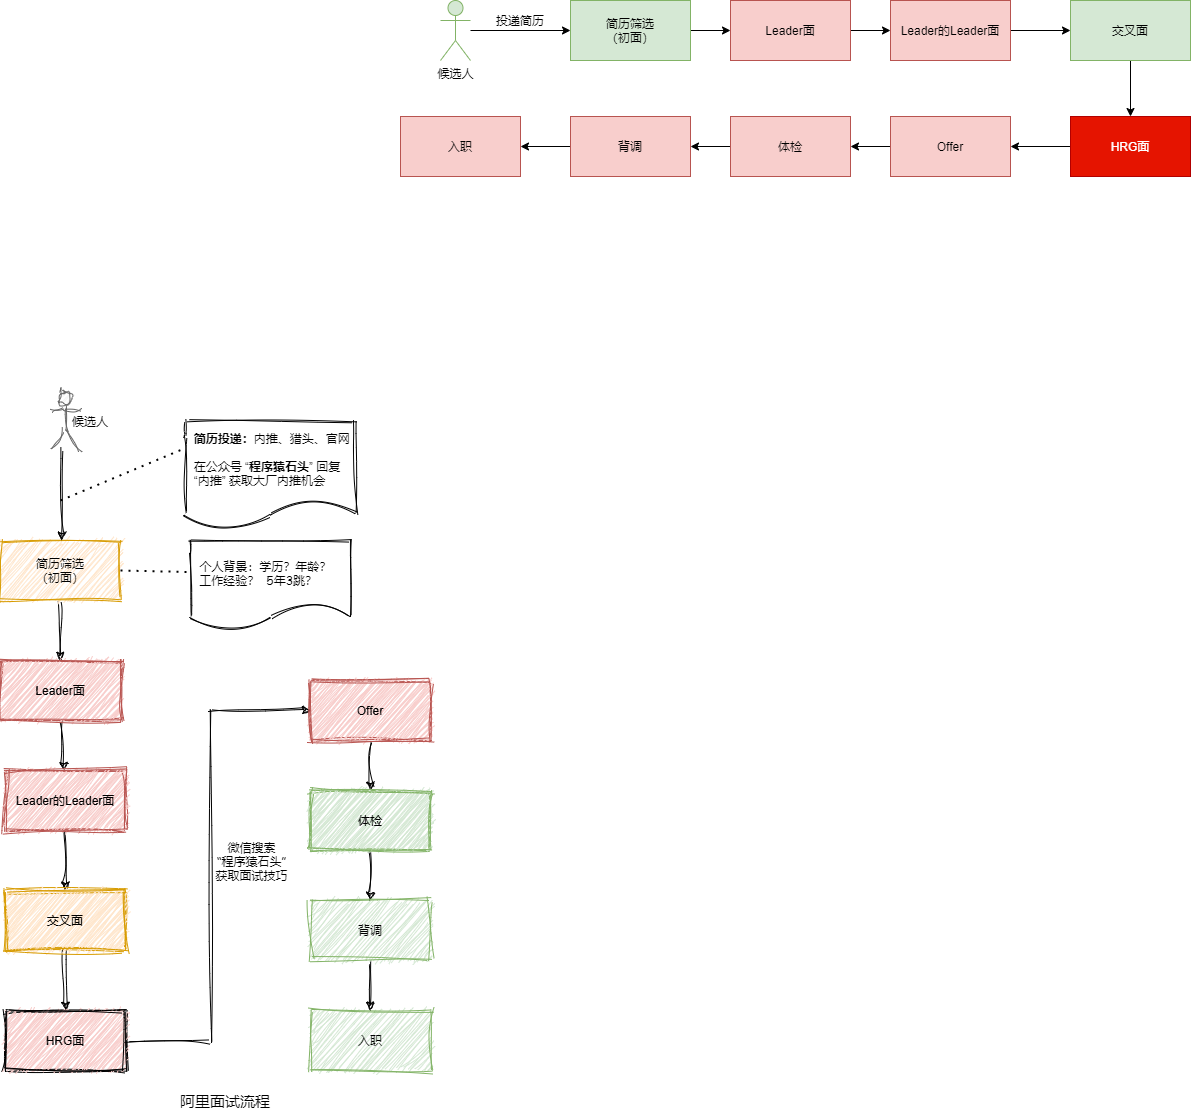 投递简历
候选人
简历筛选
(初面)
Leader面
Leader的Leader面
交叉面
入职
背调
体检
Offer
HRG面
候选人
简历投递：内推、猎头、官网
在公众号 “程序猿石头” 回复
“内推” 获取大厂内推机会
简历筛选
(初面)
个人背景：学历？年龄？
工作经验？ 5年3跳？
Leader面
Leader的Leader面
交叉面
HRG面
微信搜索
“程序猿石头”
获取面试技巧
Offer
体检
背调
入职
阿里面试流程